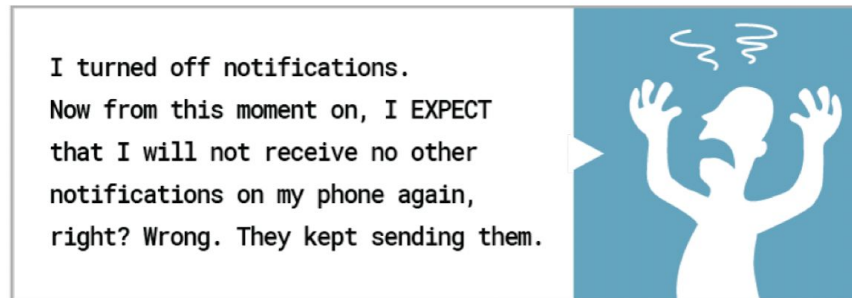 I turned off notifications.
Now from this moment on, I EXPECT
that I will not receive no other
notifications on my phone again,
right? Wrong. They kept sending them.